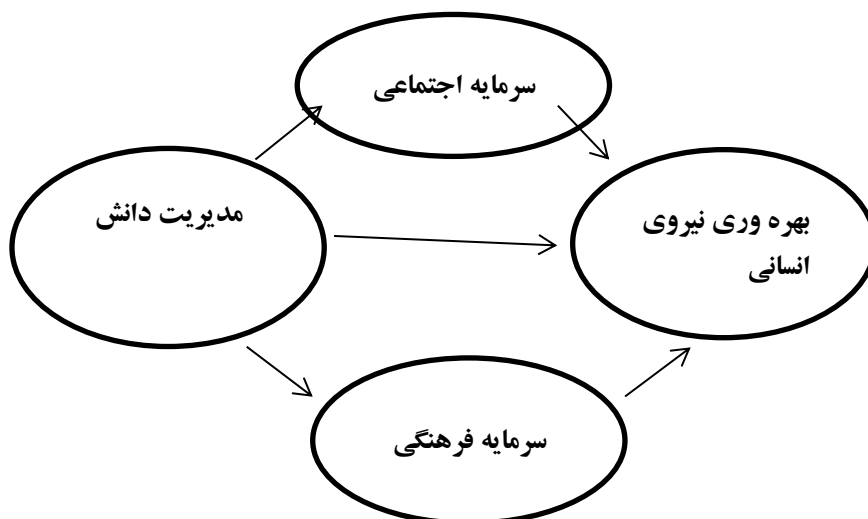 سرمایه اجتماعی
مدیریت دانش
بهره وری نیروی
انسانی
سرمایه فرهنگی